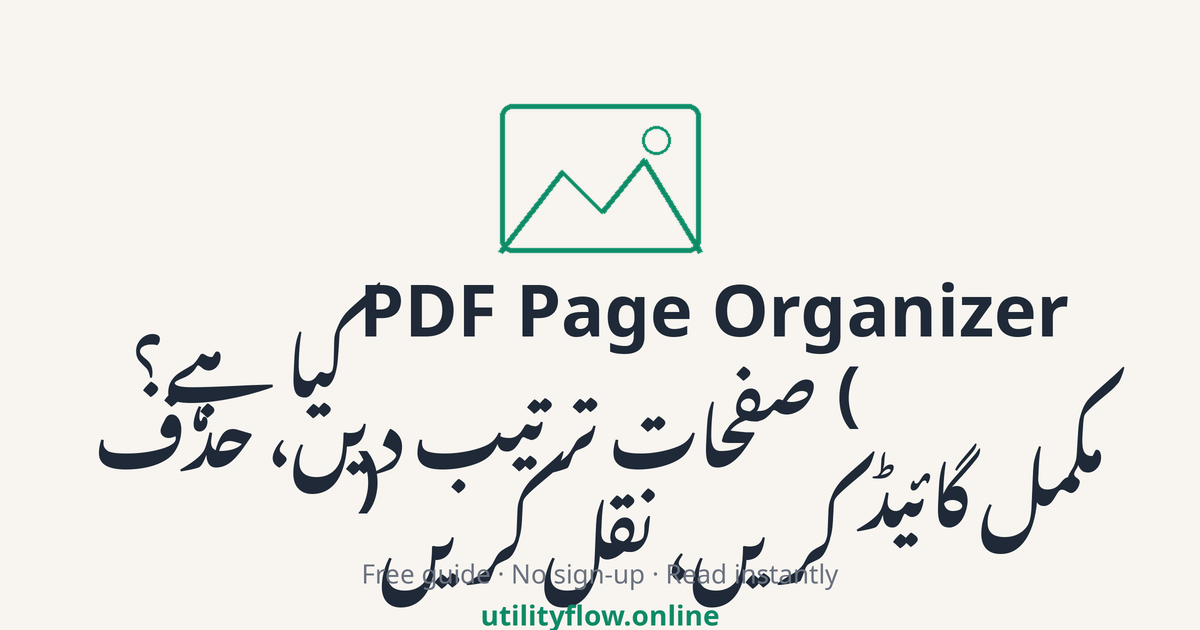 PDF Page Organizer کیا ہے؟
مکمل گائیڈ (صفحات ترتیب دیں، حذف
کریں، نقل کریں)
Free guide · No sign-up · Read instantly
utilityflow.online